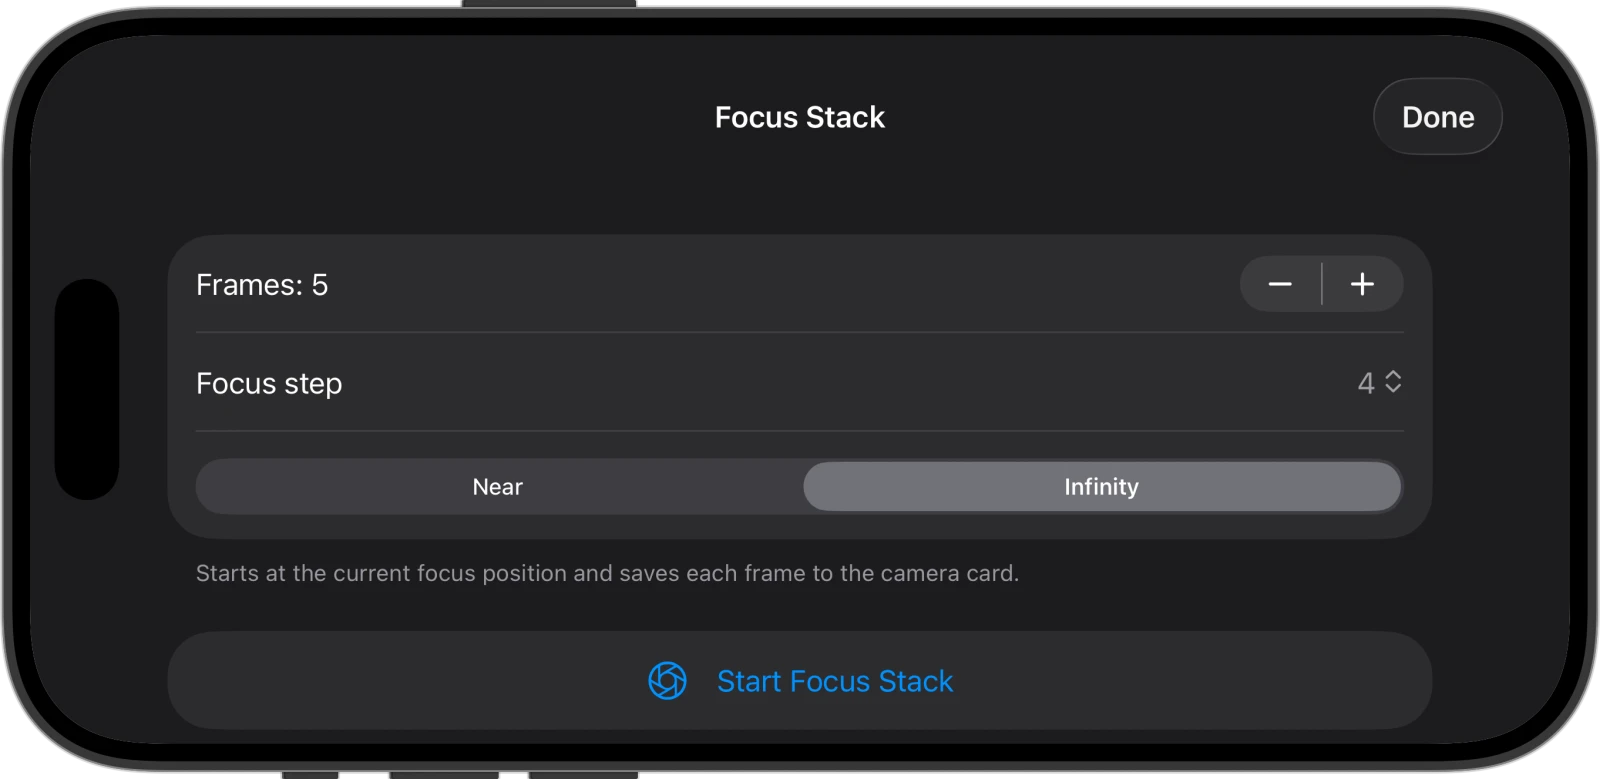 Focus Stack
Done
Frames: 5
Focus step
4
Near
Infinity
Starts at the current focus position and saves each frame to the camera card.
Start Focus Stack